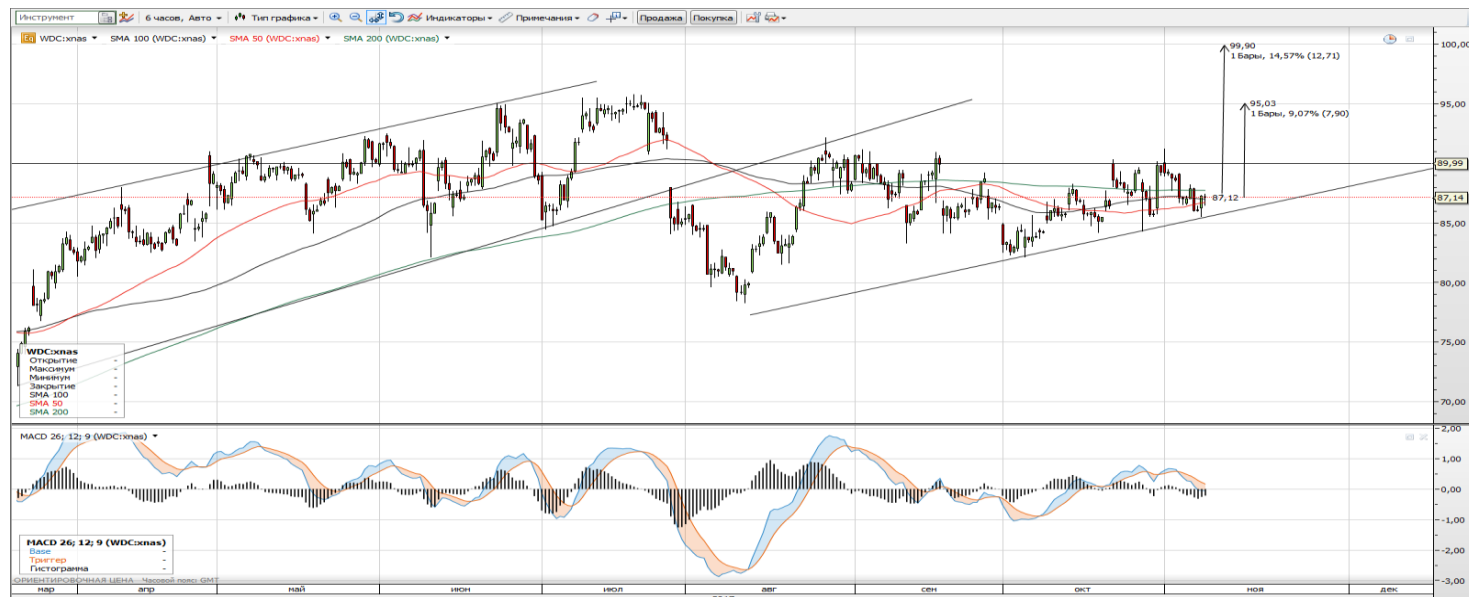 Инструмент
6 часов, Авто
Тип графика
Индикаторы
Примечания
Продажа
Покупка
Eq WDC:xnas
SMA 100 (WDC:xnas)
SMA 50 (WDC:xnas)
SMA 200 (WDC:xnas)
99,90
1 Бары, 14,57% (12,71)
95,03
1 Бары, 9,07% (7,90)
87,12
100,00
95,00
89,99
87,14
85,00
80,00
75,00
70,00
WDC:xnas
Открытие -
Максимум -
Минимум -
Закрытие -
SMA 100 -
SMA 50 -
SMA 200 -
MACD 26; 12; 9 (WDC:xnas)
2,00
1,00
0,00
-1,00
-2,00
-3,00
MACD 26; 12; 9 (WDC:xnas)
Base -
Триггер -
Гистограмма -
ОРИЕНТИРОВОЧНАЯ ЦЕНА Часовой пояс: GMT
мар
апр
май
июн
июл
авг
сен
окт
ноя
дек